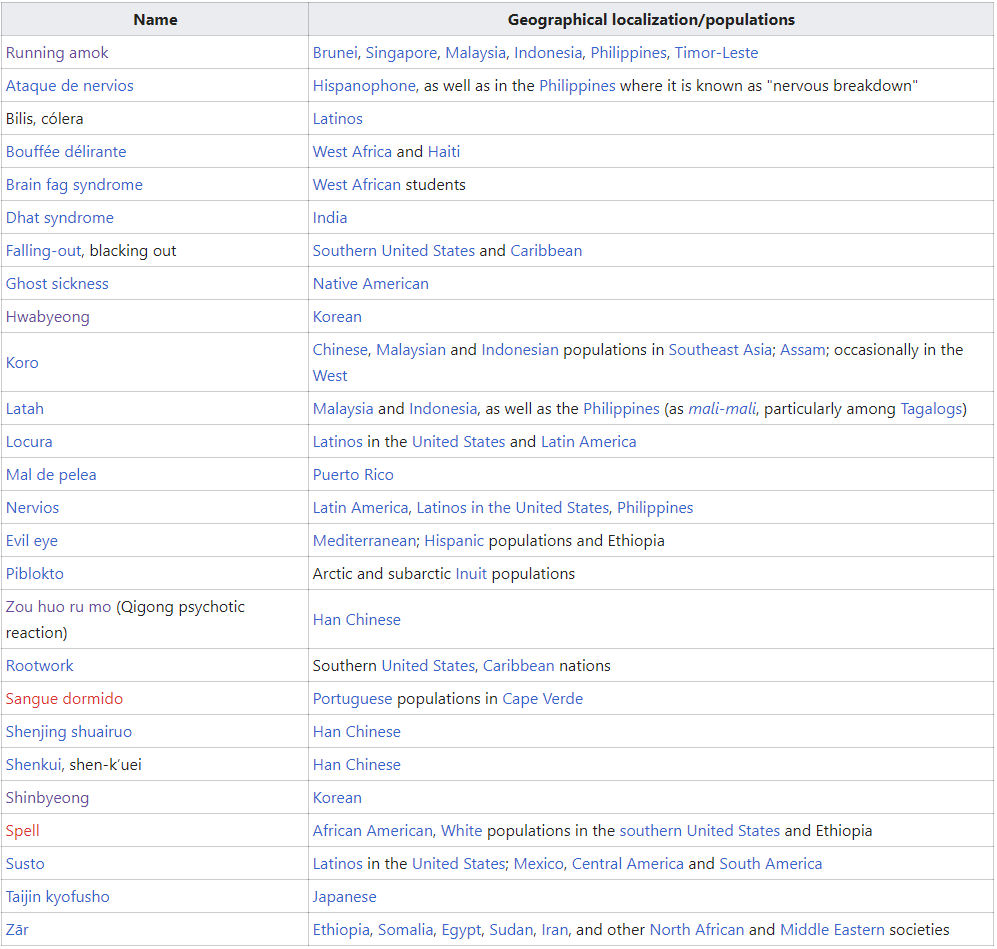 Name Geographical localization/populations
Running amok Brunei, Singapore, Malaysia, Indonesia, Philippines, Timor-Leste
Ataque de nervios Hispanophone, as well as in the Philippines where it is known as "nervous breakdown"
Bilis, cólera Latinos
Bouffée délirante West Africa and Haiti
Brain fag syndrome West African students
Dhat syndrome India
Falling-out, blacking out Southern United States and Caribbean
Ghost sickness Native American
Hwabyeong Korean
Koro Chinese, Malaysian and Indonesian populations in Southeast Asia; Assam; occasionally in the
West
Latah Malaysia and Indonesia, as well as the Philippines (as mali-mali, particularly among Tagalogs)
Locura Latinos in the United States and Latin America
Mal de pelea Puerto Rico
Nervios Latin America, Latinos in the United States, Philippines
Evil eye Mediterranean; Hispanic populations and Ethiopia
Piblokto Arctic and subarctic Inuit populations
Zou huo ru mo (Qigong psychotic
reaction) Han Chinese
Rootwork Southern United States, Caribbean nations
Sangue dormido Portuguese populations in Cape Verde
Shenjing shuairuo Han Chinese
Shenkui, shen-k‘uei Han Chinese
Shinbyeong Korean
Spell African American, White populations in the southern United States and Ethiopia
Susto Latinos in the United States; Mexico, Central America and South America
Taijin kyofusho Japanese
Zār Ethiopia, Somalia, Egypt, Sudan, Iran, and other North African and Middle Eastern societies